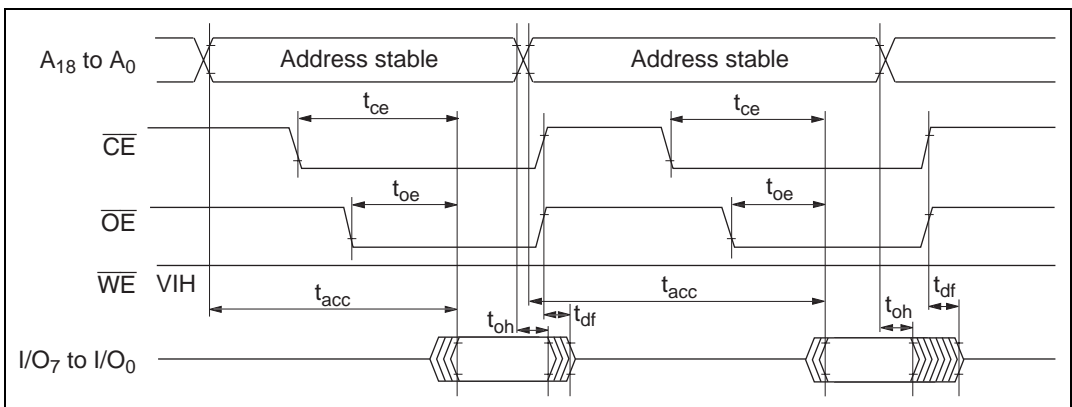 A18 to A0 Address stable Address stable
tce tce
CE
toe toe
OE
WE VIH
tacc tacc
toh tdf toh tdf
I/O7 to I/O0